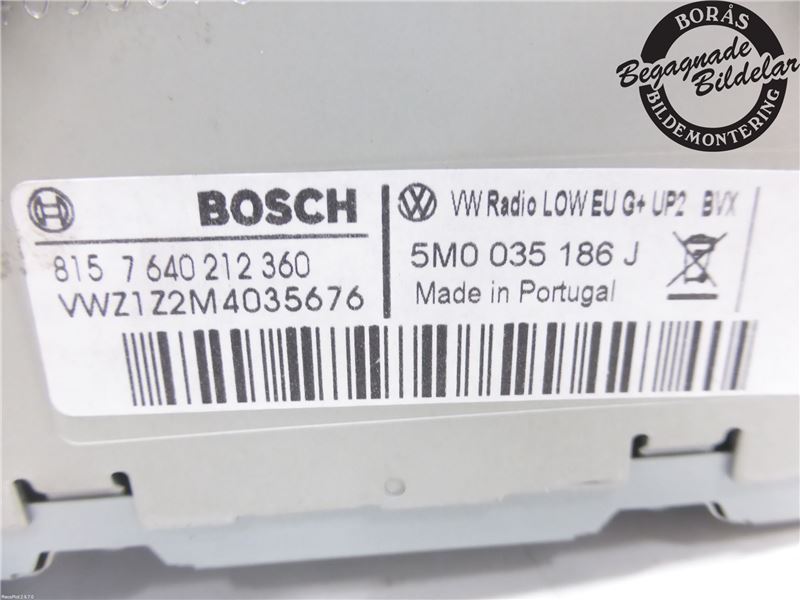 BORÅS
Begagnade
Bildelar
BILDEMONTERING
BOSCH
VW Radio LOW EU G+ UP2 BVX
815 7 640 212 360
5M0 035 186 J
VWZ1Z2M4035676
Made in Portugal